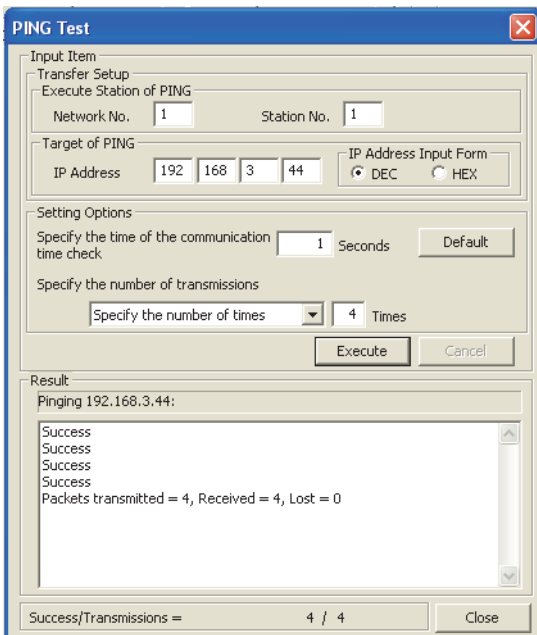 PING Test
Input Item
Transfer Setup
Execute Station of PING
Network No. 1 Station No. 1
Target of PING
IP Address 192 168 3 44
IP Address Input Form
DEC HEX
Setting Options
Specify the time of the communication
time check
1 Seconds Default
Specify the number of transmissions
Specify the number of times 4 Times
Execute Cancel
Result
Pinging 192.168.3.44:
Success
Success
Success
Success
Packets transmitted = 4, Received = 4, Lost = 0
Success/Transmissions = 4 / 4 Close